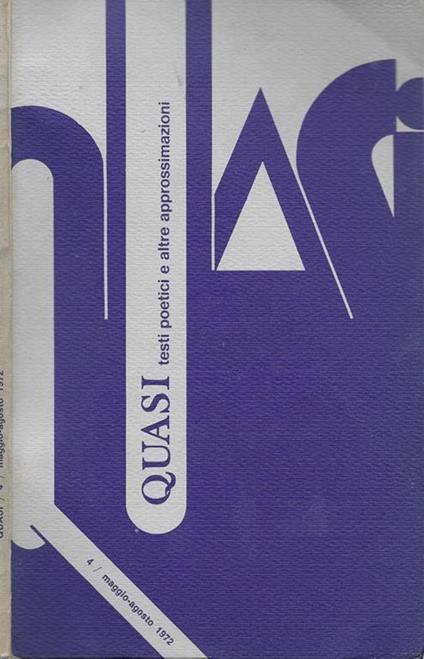 QUASI testi poetici e altre approssimazioni
4 / maggio-agosto 1972
QUASI / 4 / maggio-agosto 1972